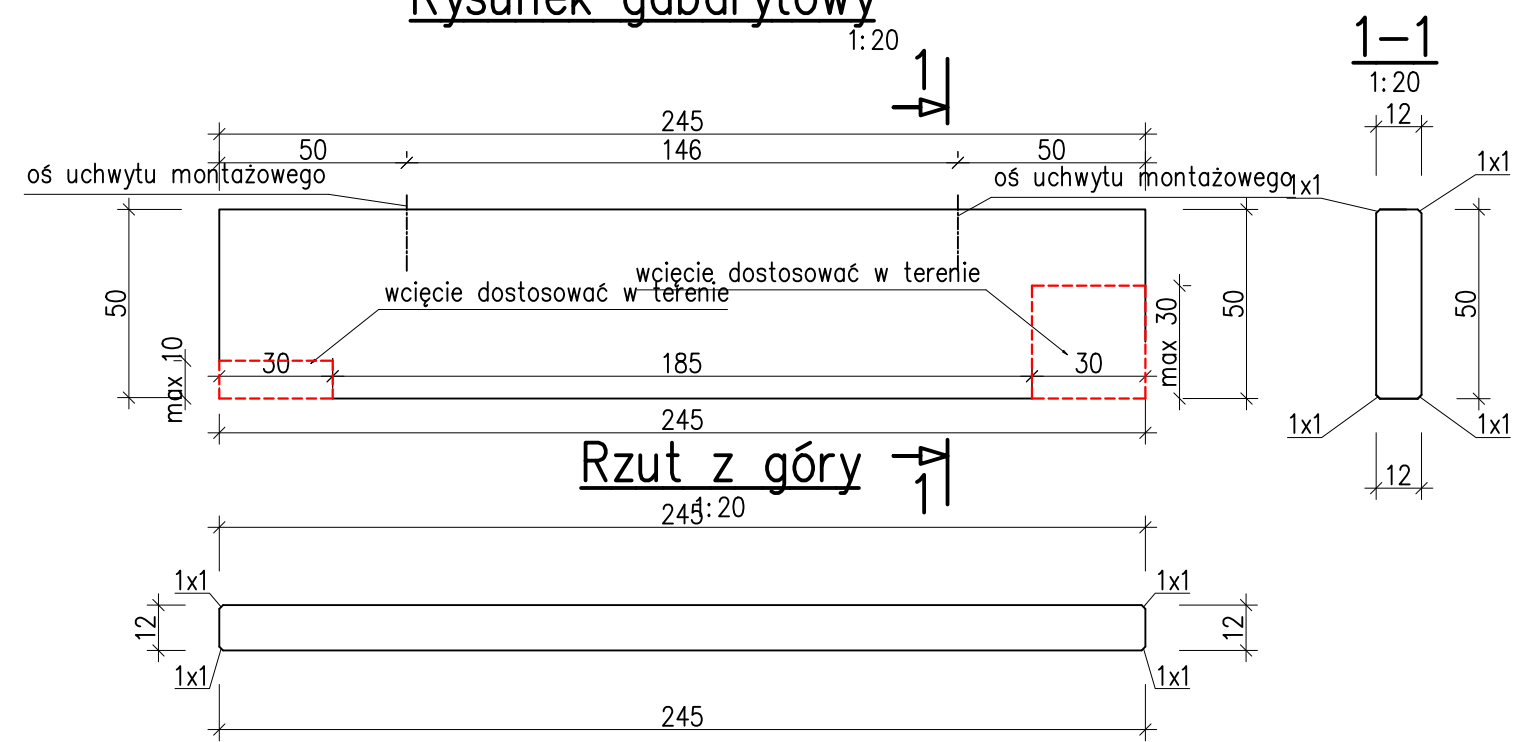 Rysunek gabarytowy
1:20
1
1-1
1:20
12
245
50
146
50
oś uchwytu montażowego
oś uchwytu montażowego
1x1
1x1
50
max 10
wcięcie dostosować w terenie
wcięcie dostosować w terenie
30
185
30
max 30
50
50
245
1x1
1x1
12
Rzut z góry
1:20
1
245
1x1
1x1
12
12
1x1
1x1
245